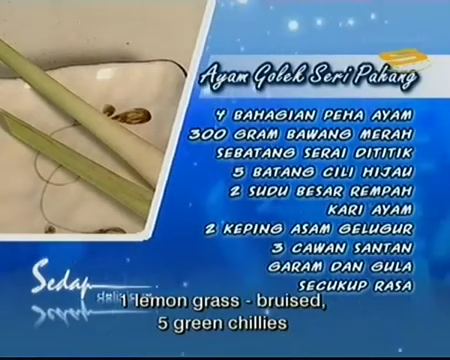 Ayam Golek Seri Pahang
4 BAHAGIAN PEHA AYAM
300 GRAM BAWANG MERAH
SEBATANG SERAI DITITIK
5 BATANG CILI HIJAU
2 SUDU BESAR REMPAH
KARI AYAM
2 KEPING ASAM GELUGUR
3 CAWAN SANTAN
GARAM DAN GULA
SECUKUP RASA
Sedap
1 lemon grass - bruised,
5 green chillies